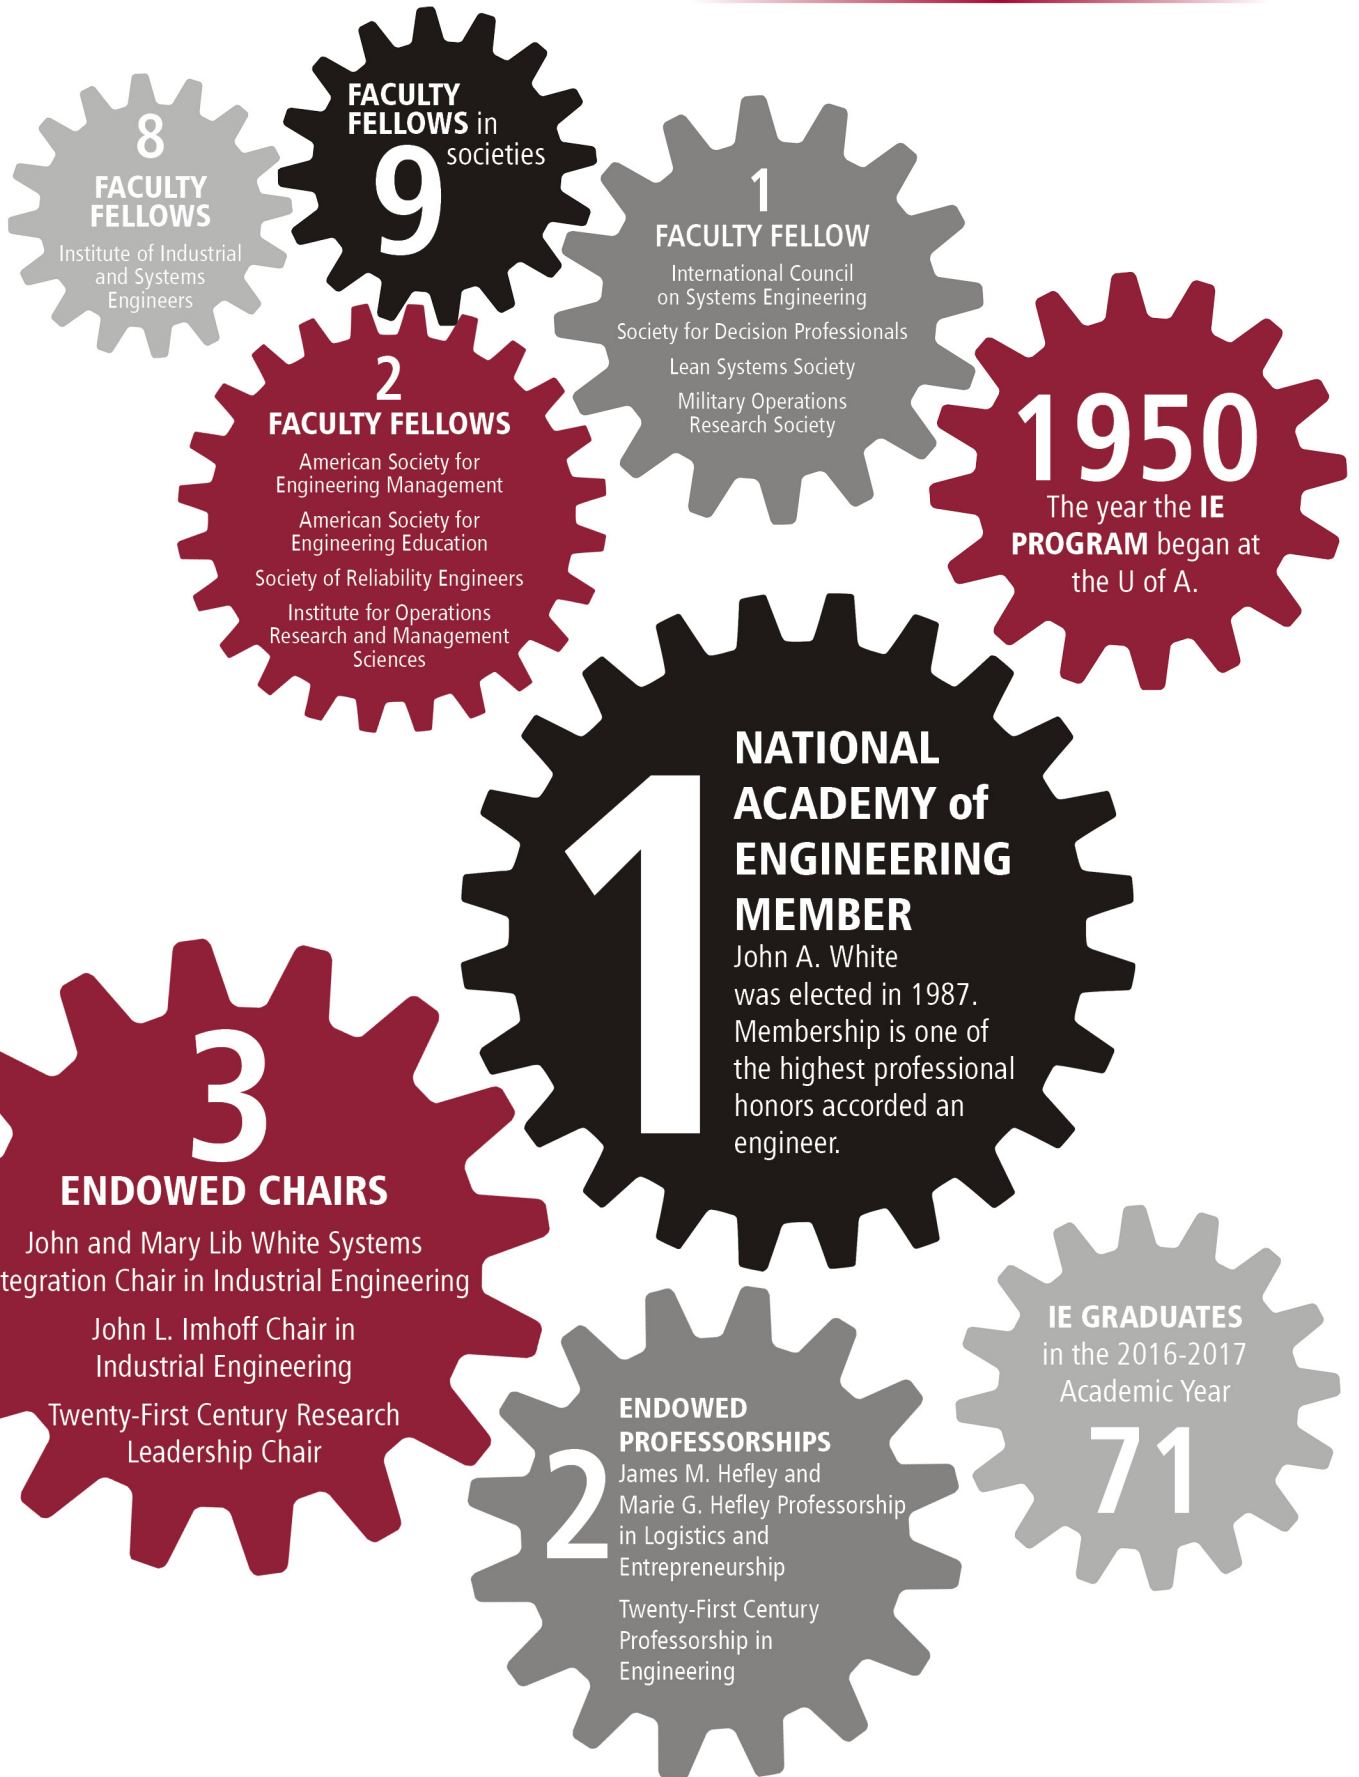 8
FACULTY
FELLOWS
Institute of Industrial
and Systems
Engineers
FACULTY
FELLOWS in
9 societies
1
FACULTY FELLOW
International Council
on Systems Engineering
Society for Decision Professionals
Lean Systems Society
Military Operations
Research Society
2
FACULTY FELLOWS
American Society for
Engineering Management
American Society for
Engineering Education
Society of Reliability Engineers
Institute for Operations
Research and Management
Sciences
1950
The year the IE
PROGRAM began at
the U of A.
1
NATIONAL
ACADEMY of
ENGINEERING
MEMBER
John A. White
was elected in 1987.
Membership is one of
the highest professional
honors accorded an
engineer.
3
ENDOWED CHAIRS
John and Mary Lib White Systems
tegration Chair in Industrial Engineering
John L. Imhoff Chair in
Industrial Engineering
Twenty-First Century Research
Leadership Chair
2
ENDOWED
PROFESSORSHIPS
James M. Hefley and
Marie G. Hefley Professorship
in Logistics and
Entrepreneurship
Twenty-First Century
Professorship in
Engineering
IE GRADUATES
in the 2016-2017
Academic Year
71